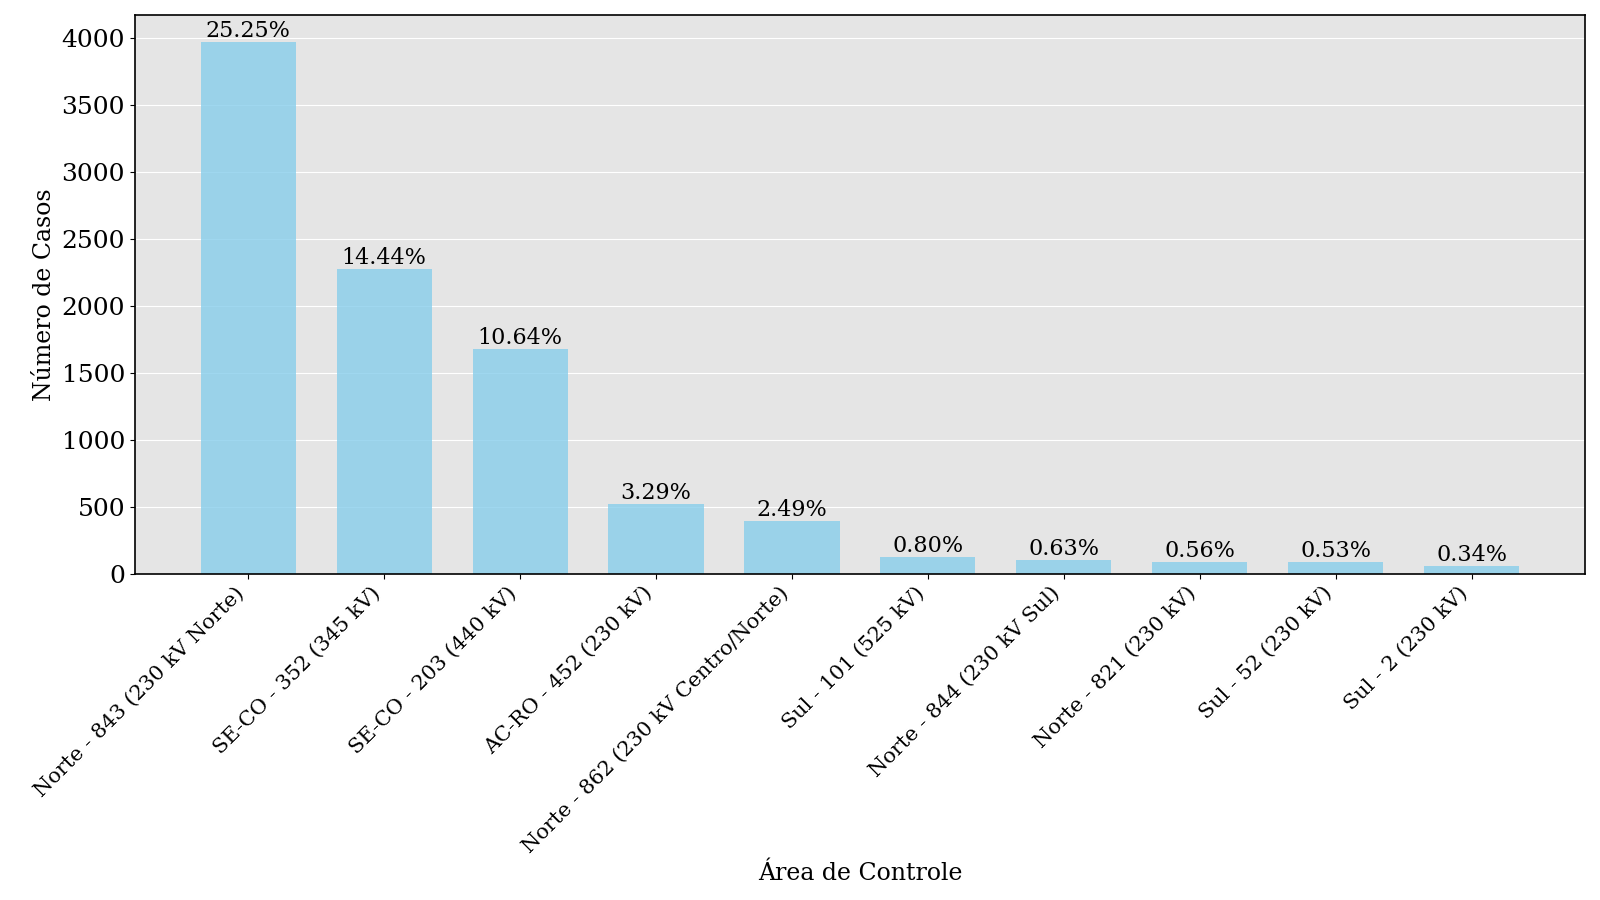 4000
3500
3000
2500
2000
1500
1000
500
0
Número de Casos
25.25%
14.44%
10.64%
3.29%
2.49%
0.80%
0.63%
0.56%
0.53%
0.34%
Norte - 843 (230 kV Norte)
SE-CO - 352 (345 kV)
SE-CO - 203 (440 kV)
AC-RO - 452 (230 kV)
Norte - 862 (230 kV Centro/Norte)
Sul - 101 (525 kV)
Norte - 844 (230 kV Sul)
Norte - 821 (230 kV)
Sul - 52 (230 kV)
Sul - 2 (230 kV)
Área de Controle